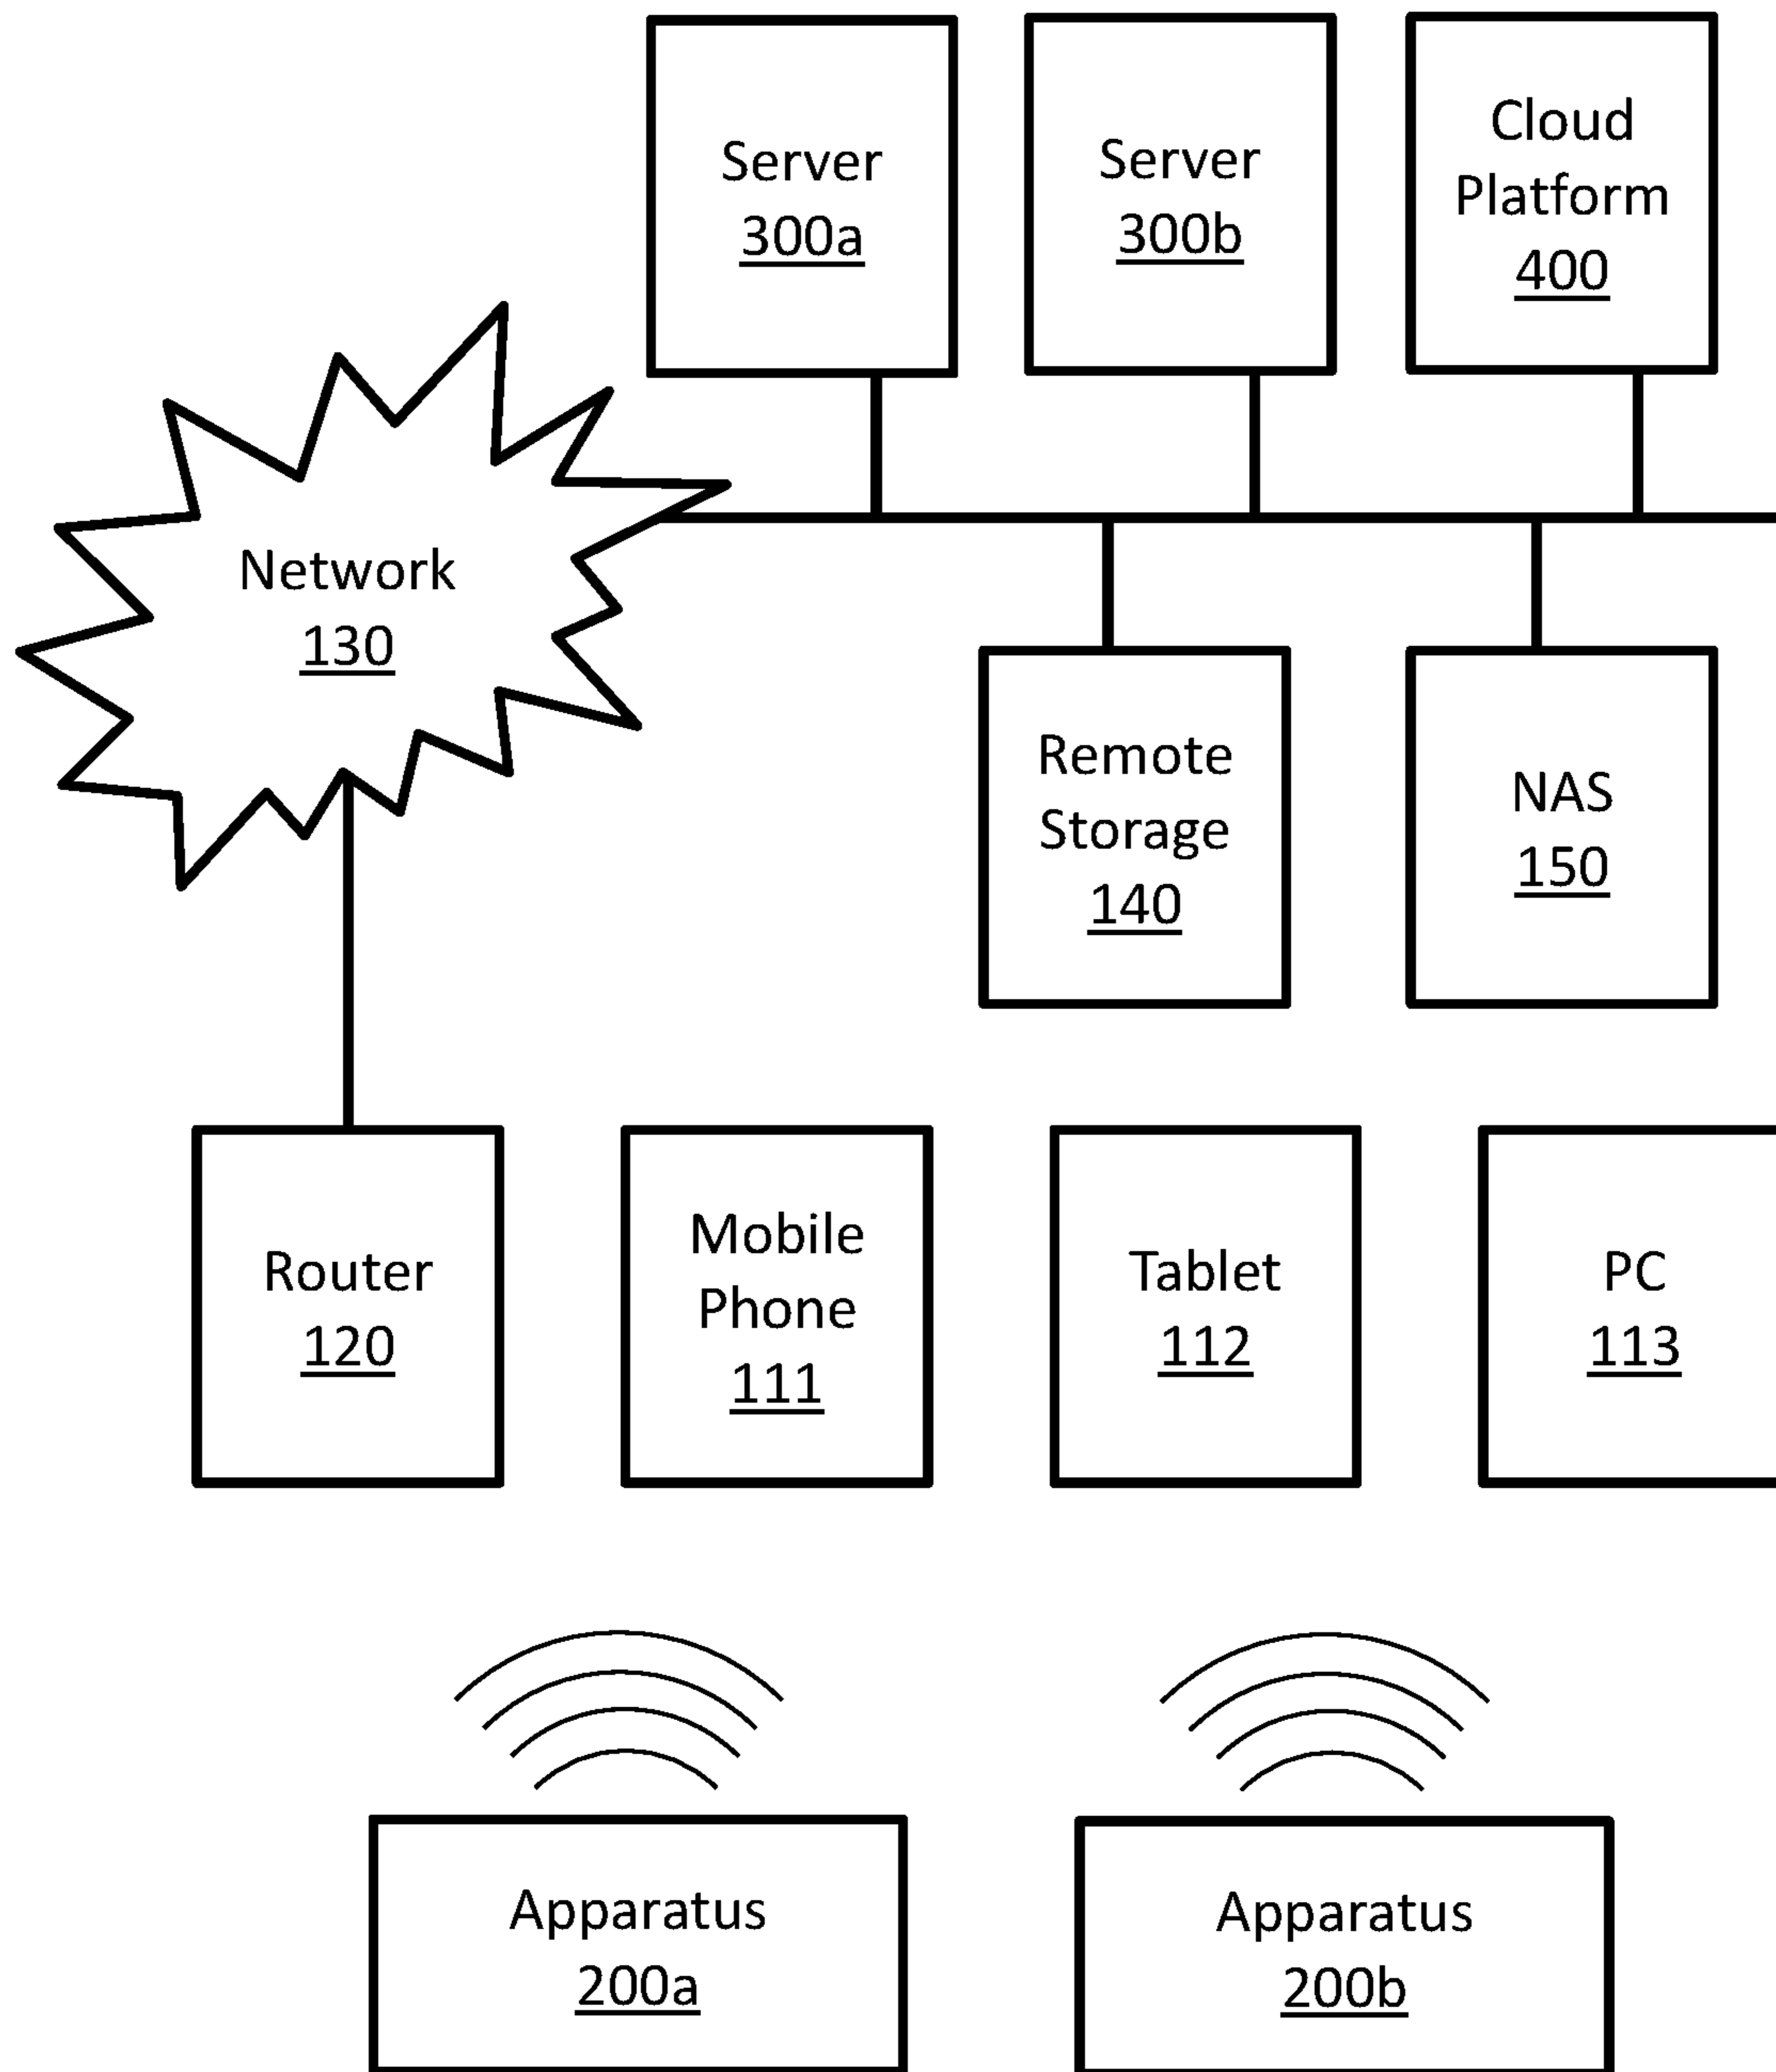 Server
300a
Server
300b
Cloud
Platform
400
Network
130
Remote
Storage
140
NAS
150
Router
120
Mobile
Phone
111
Tablet
112
PC
113
Apparatus
200a
Apparatus
200b